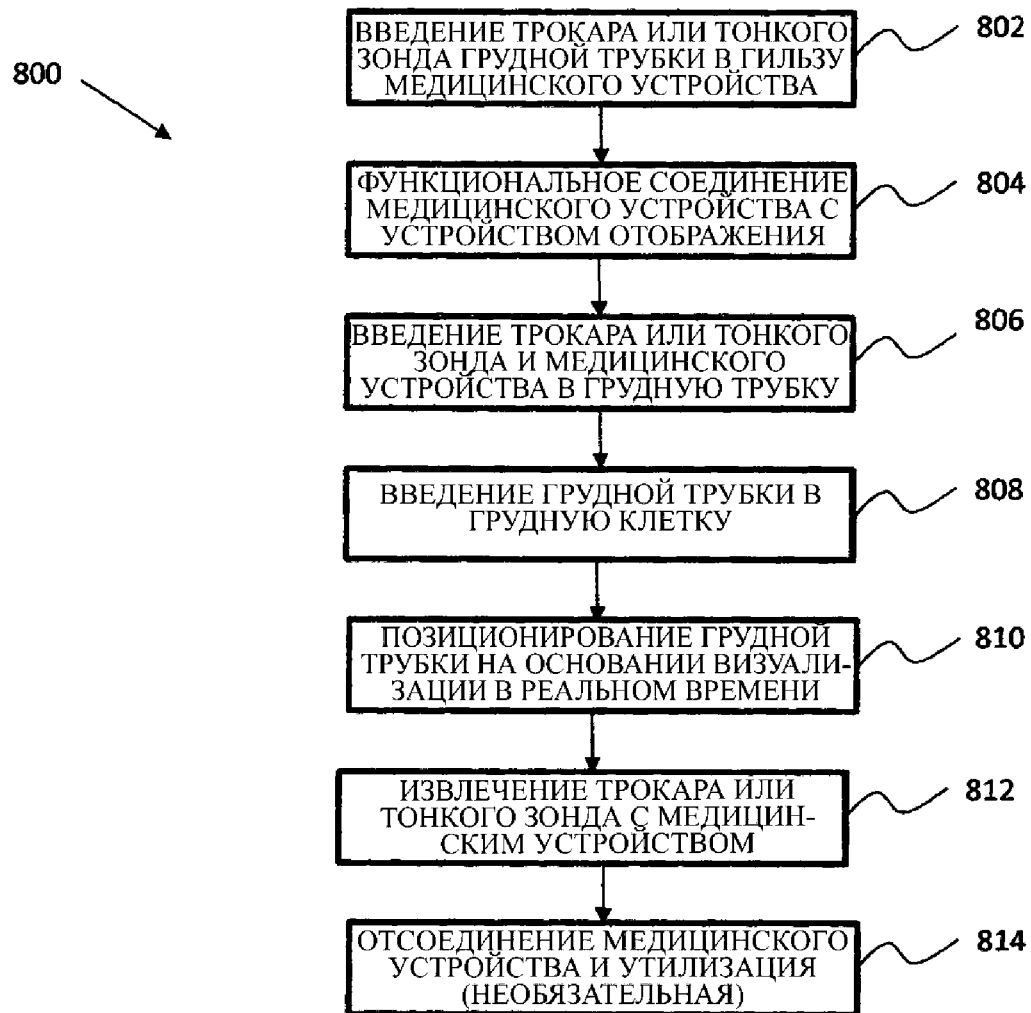 800
ВВЕДЕНИЕ ТРОКАРА ИЛИ ТОНКОГО
ЗОНДА ГРУДНОЙ ТРУБКИ В ГИЛЬЗУ
МЕДИЦИНСКОГО УСТРОЙСТВА
802
ФУНКЦИОНАЛЬНОЕ СОЕДИНЕНИЕ
МЕДИЦИНСКОГО УСТРОЙСТВА С
УСТРОЙСТВОМ ОТОБРАЖЕНИЯ
804
ВВЕДЕНИЕ ТРОКАРА ИЛИ ТОНКОГО
ЗОНДА И МЕДИЦИНСКОГО
УСТРОЙСТВА В ГРУДНУЮ ТРУБКУ
806
ВВЕДЕНИЕ ГРУДНОЙ ТРУБКИ В
ГРУДНУЮ КЛЕТКУ
808
ПОЗИЦИОНИРОВАНИЕ ГРУДНОЙ
ТРУБКИ НА ОСНОВАНИИ ВИЗУАЛИ-
ЗАЦИИ В РЕАЛЬНОМ ВРЕМЕНИ
810
ИЗВЛЕЧЕНИЕ ТРОКАРА ИЛИ
ТОНКОГО ЗОНДА С МЕДИЦИН-
СКИМ УСТРОЙСТВОМ
812
ОТСОЕДИНЕНИЕ МЕДИЦИНСКОГО
УСТРОЙСТВА И УТИЛИЗАЦИЯ
(НЕОБЯЗАТЕЛЬНАЯ)
814